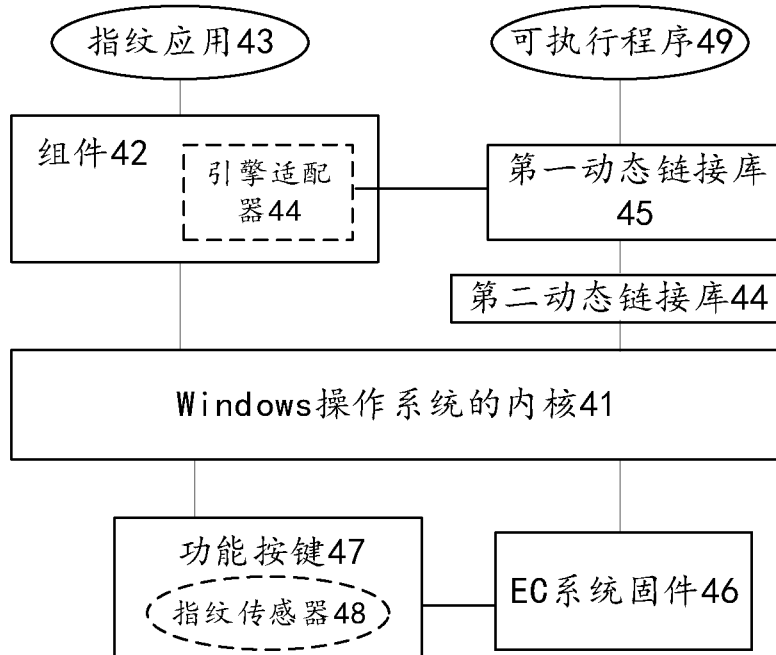 指纹应用43
可执行程序49
组件42
引擎适配
器44
第一动态链接库
45
第二动态链接库44
Windows操作系统的内核41
功能按键47
指纹传感器48
EC系统固件46